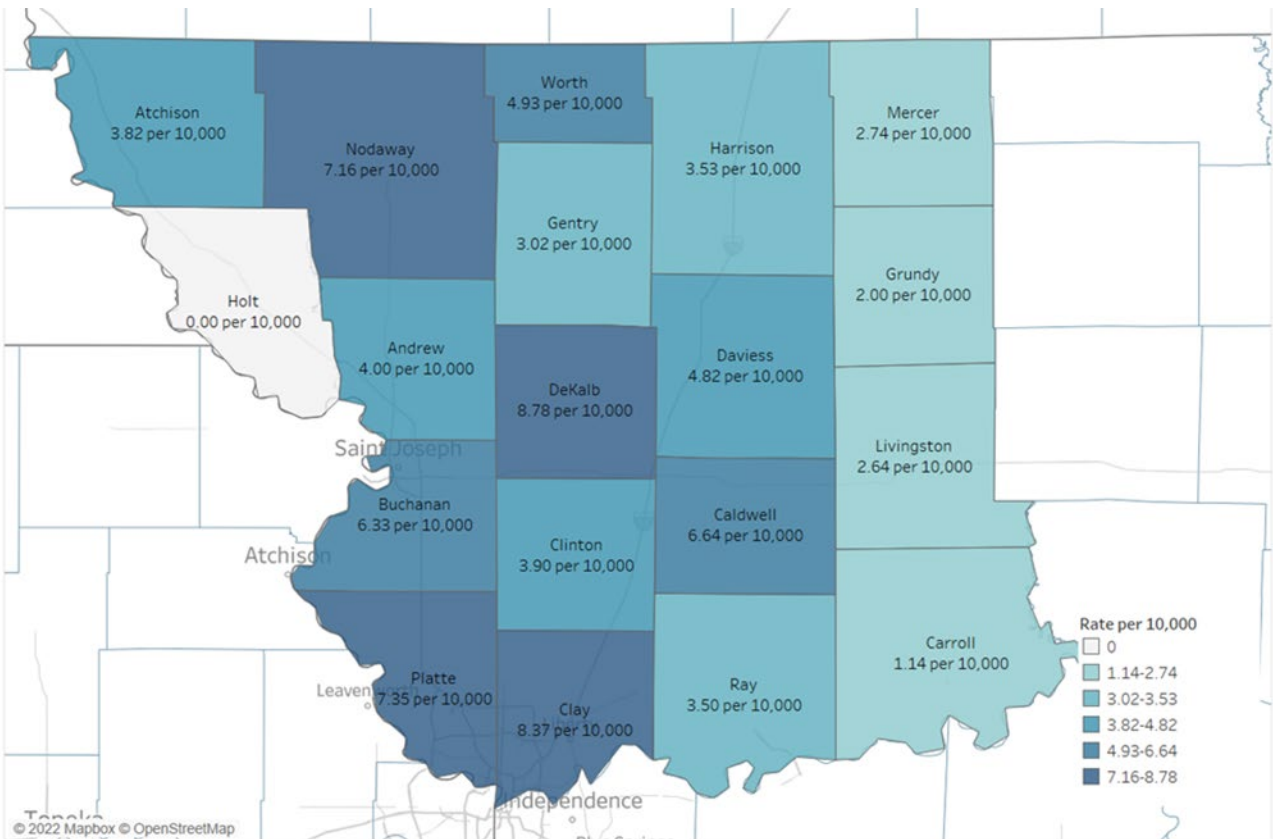 Atchison
3.82 per 10,000
Nodaway
7.16 per 10,000
Worth
4.93 per 10,000
Harrison
3.53 per 10,000
Mercer
2.74 per 10,000
Gentry
3.02 per 10,000
Grundy
2.00 per 10,000
Holt
0.00 per 10,000
Andrew
4.00 per 10,000
DeKalb
8.78 per 10,000
Daviess
4.82 per 10,000
Livingston
2.64 per 10,000
Saint Joseph
Buchanan
6.33 per 10,000
Clinton
3.90 per 10,000
Caldwell
6.64 per 10,000
Atchison
Carroll
1.14 per 10,000
Platte
7.35 per 10,000
Leavenworth
Clay
8.37 per 10,000
Liberty
Ray
3.50 per 10,000
Rate per 10,000
0
1.14-2.74
3.02-3.53
3.82-4.82
4.93-6.64
7.16-8.78
Independence
Topeka
© 2022 Mapbox © OpenStreetMap